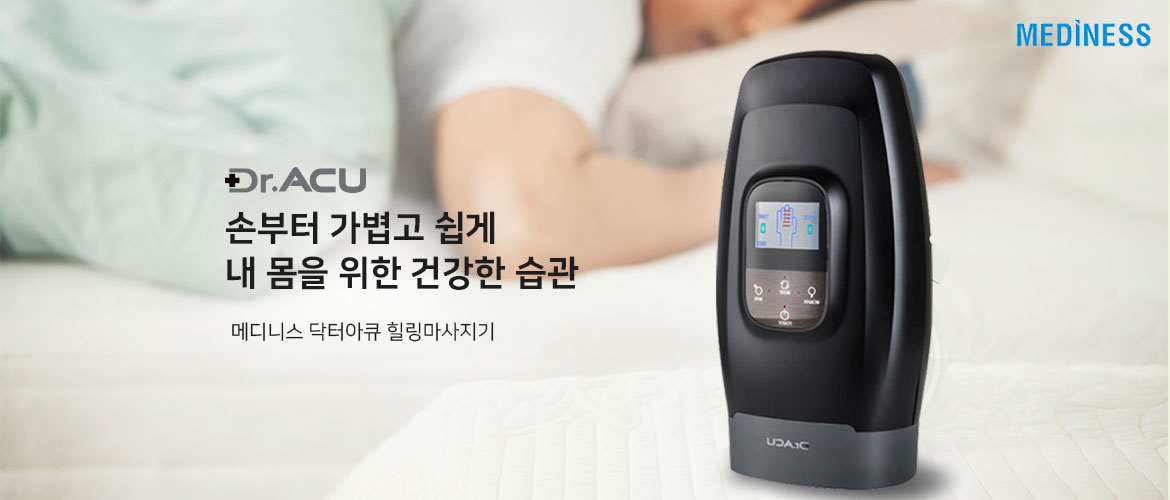 MEDINESS
Dr.ACU
손부터 가볍고 쉽게
내 몸을 위한 건강한 습관
메디니스 닥터아큐 힐링마사지기